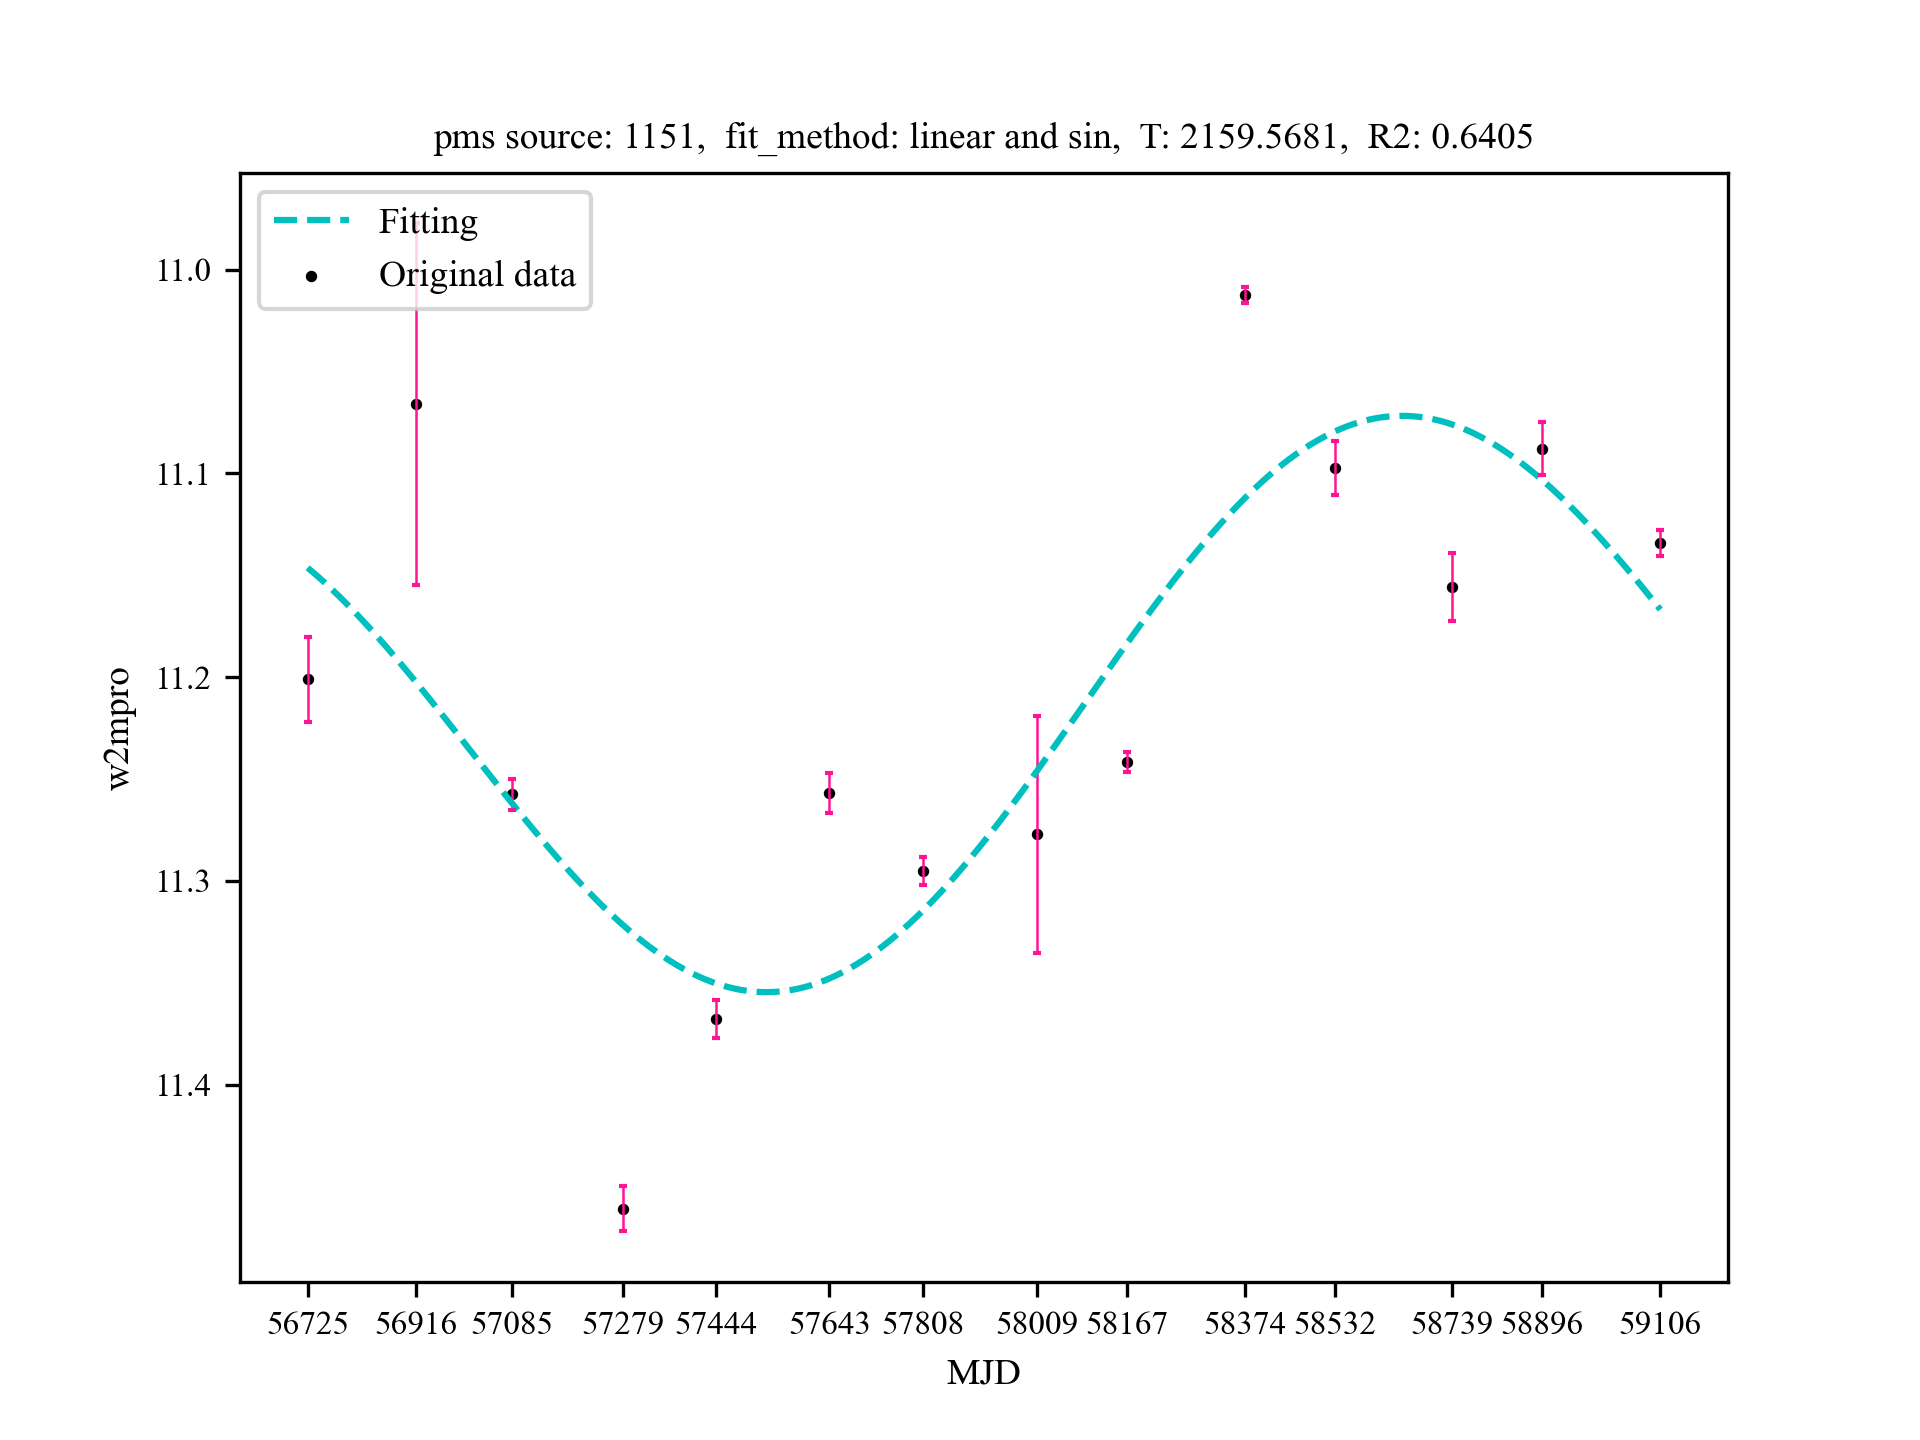 pms source: 1151,  fit_method: linear and sin,  T: 2159.5681,  R2: 0.6405
Fitting
Original data
11.0
11.1
11.2
11.3
11.4
w2mpro
56725 56916 57085 57279 57444 57643 57808 58009 58167 58374 58532 58739 58896 59106
MJD